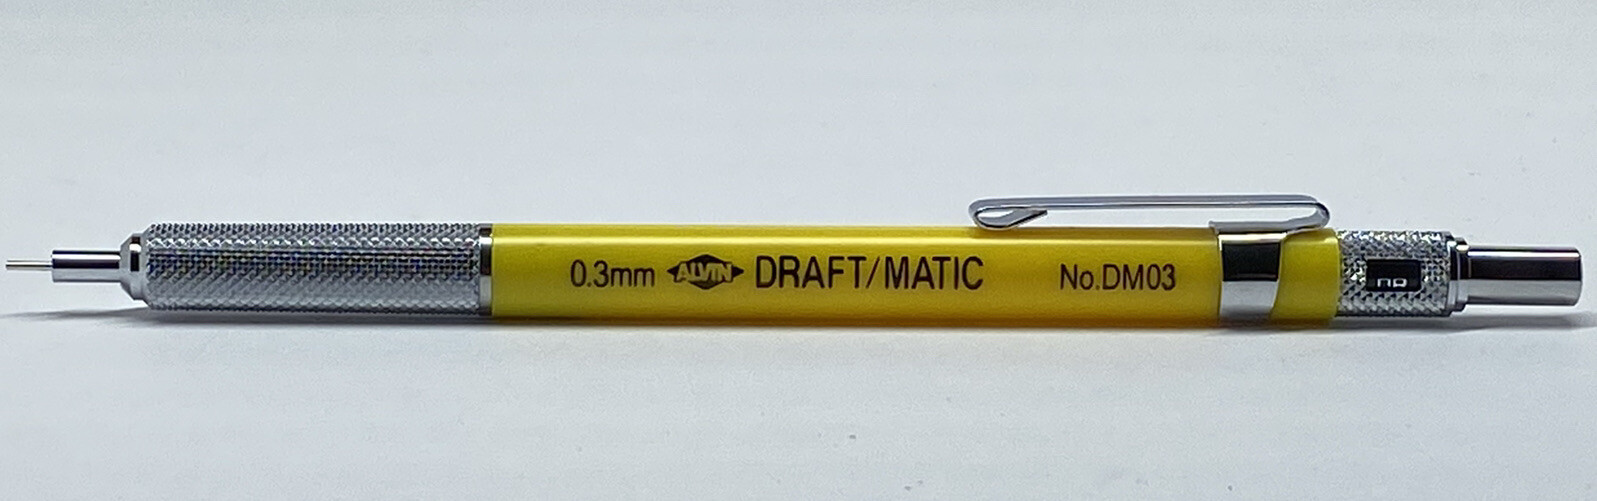 0.3mm ALVIN DRAFT/MATIC No.DM03